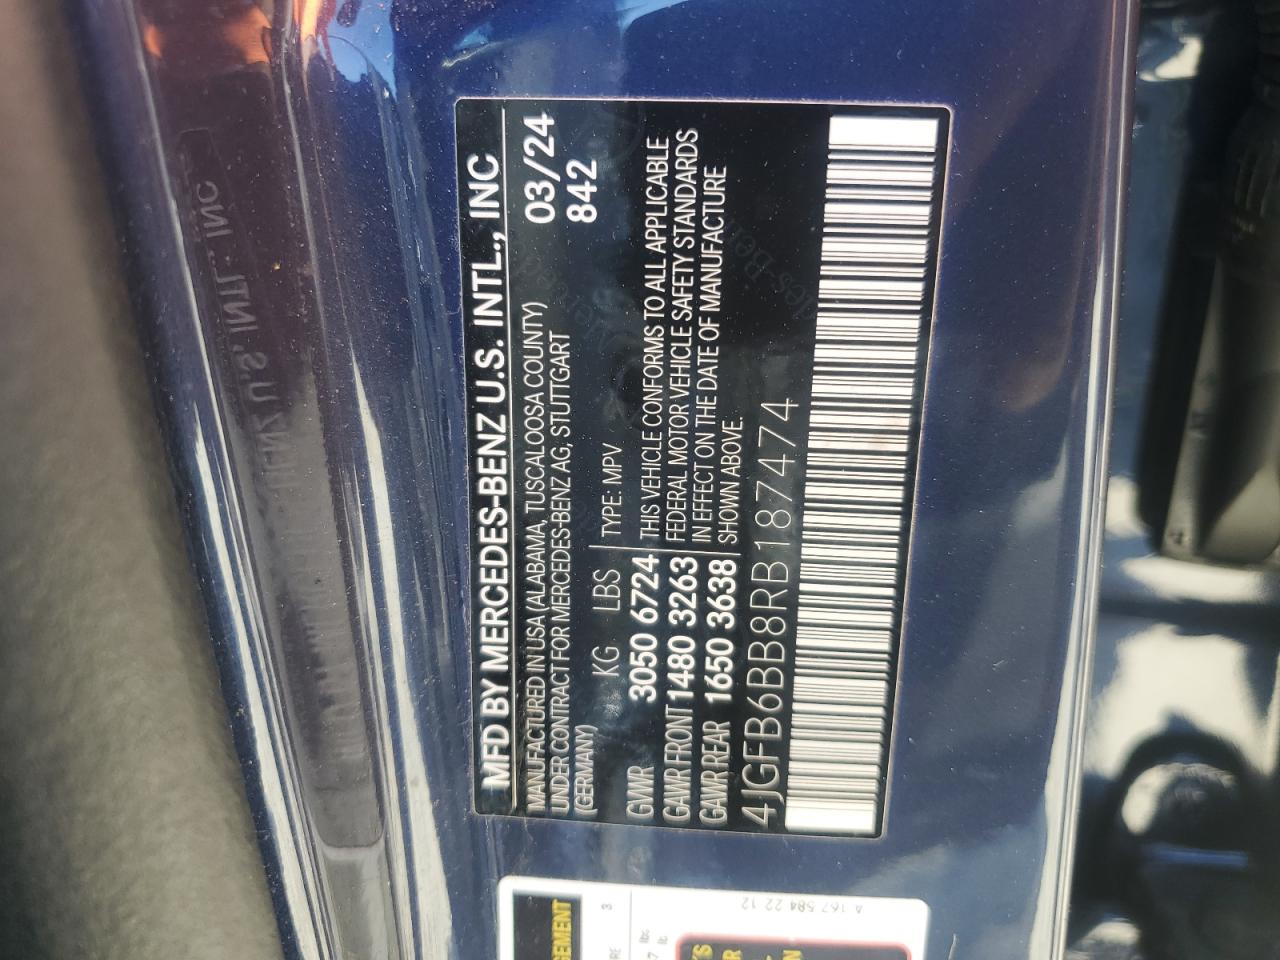 MFD BY MERCEDES-BENZ U.S. INTL., INC
MANUFACTURED IN USA (ALABAMA, TUSCALOOSA COUNTY) 03/24
UNDER CONTRACT FOR MERCEDES-BENZ AG, STUTTGART 842
(GERMANY)
KG LBS TYPE: MPV
GVWR 3050 6724 THIS VEHICLE CONFORMS TO ALL APPLICABLE
GAWR FRONT 1480 3263 FEDERAL MOTOR VEHICLE SAFETY STANDARDS
GAWR REAR 1650 3638 IN EFFECT ON THE DATE OF MANUFACTURE
SHOWN ABOVE.
4JGFB6BB8RB187474
A 167 584 22 12
3
lbs
lb